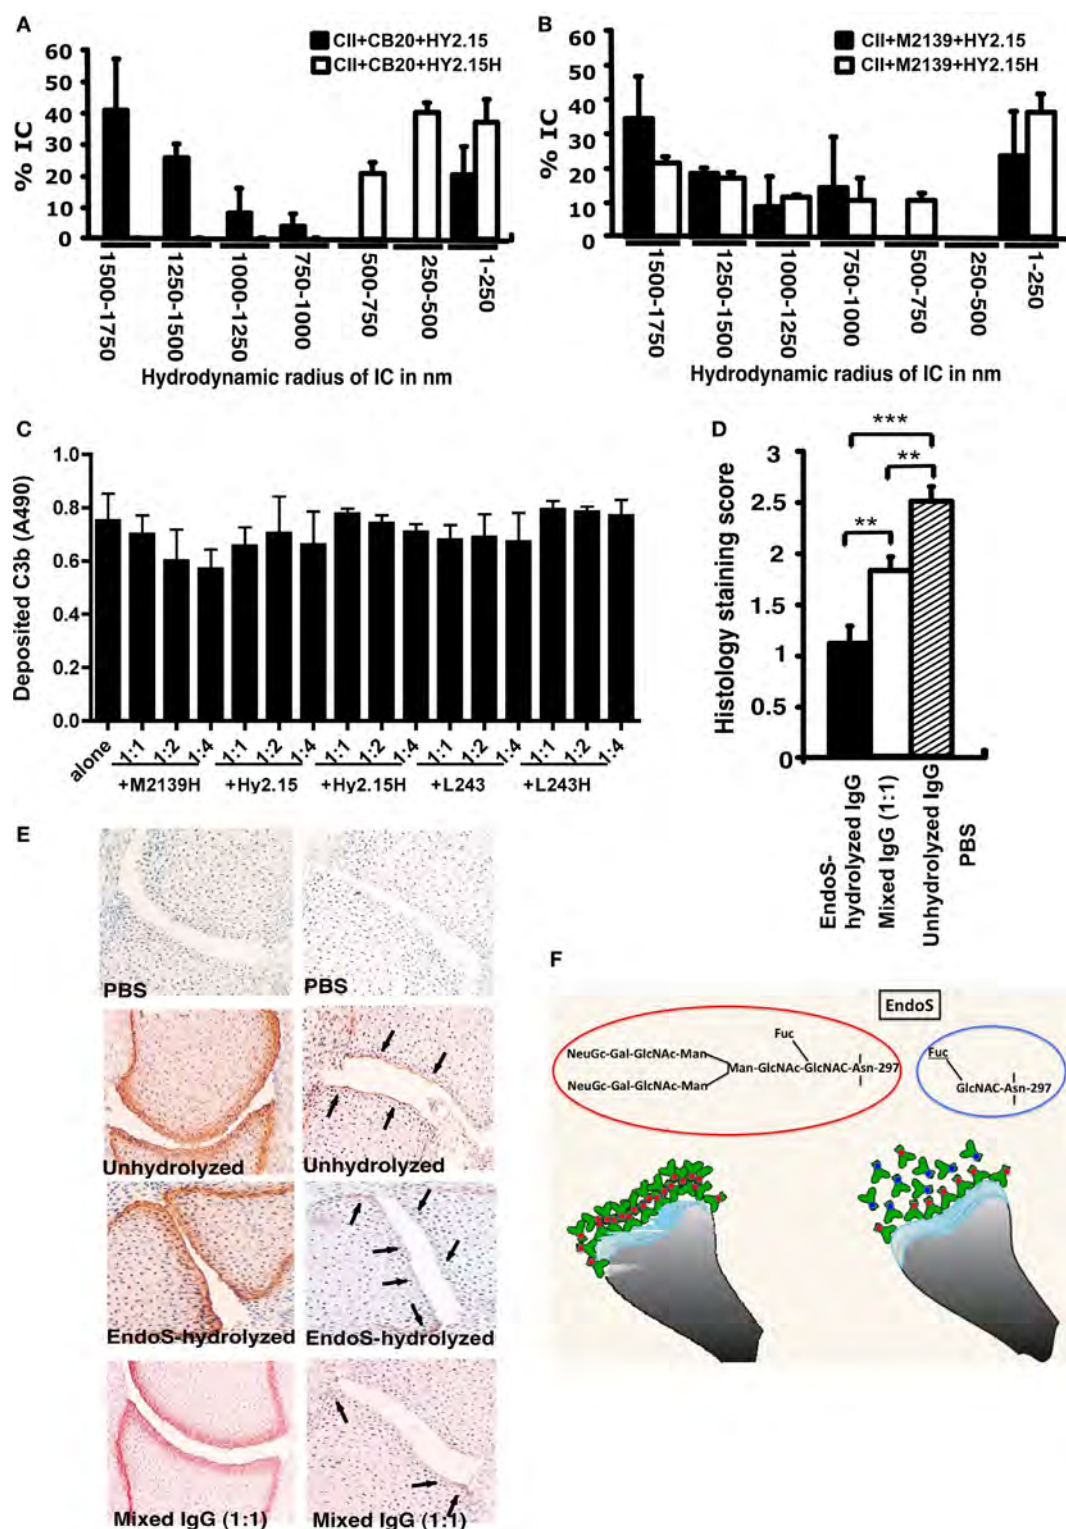 A
CII+CB20+HY2.15
CII+CB20+HY2.15H
% IC
60
50
40
30
20
10
0
1500-1750
1250-1500
1000-1250
750-1000
500-750
250-500
1-250
Hydrodynamic radius of IC in nm
B
CII+M2139+HY2.15
CII+M2139+HY2.15H
% IC
60
50
40
30
20
10
0
1500-1750
1250-1500
1000-1250
750-1000
500-750
250-500
1-250
Hydrodynamic radius of IC in nm
C
Deposited C3b (A490)
1.0
0.8
0.6
0.4
0.2
0.0
alone
1:1
1:2
1:4
1:1
1:2
1:4
1:1
1:2
1:4
1:1
1:2
1:4
1:1
1:2
1:4
+M2139H
+Hy2.15
+Hy2.15H
+L243
+L243H
D
Histology staining score
3
2.5
2
1.5
1
0.5
0
***
**
**
EndoS-
hydrolyzed IgG
Mixed IgG (1:1)
Unhydrolyzed IgG
PBS
E
PBS
PBS
Unhydrolyzed
Unhydrolyzed
EndoS-hydrolyzed
EndoS-hydrolyzed
Mixed IgG (1:1)
Mixed IgG (1:1)
F
EndoS
Fuc
NeuGc-Gal-GlcNAc-Man
Man-GlcNAc-GlcNAC-Asn-297
NeuGc-Gal-GlcNAc-Man
Fuc
GlcNAC-Asn-297